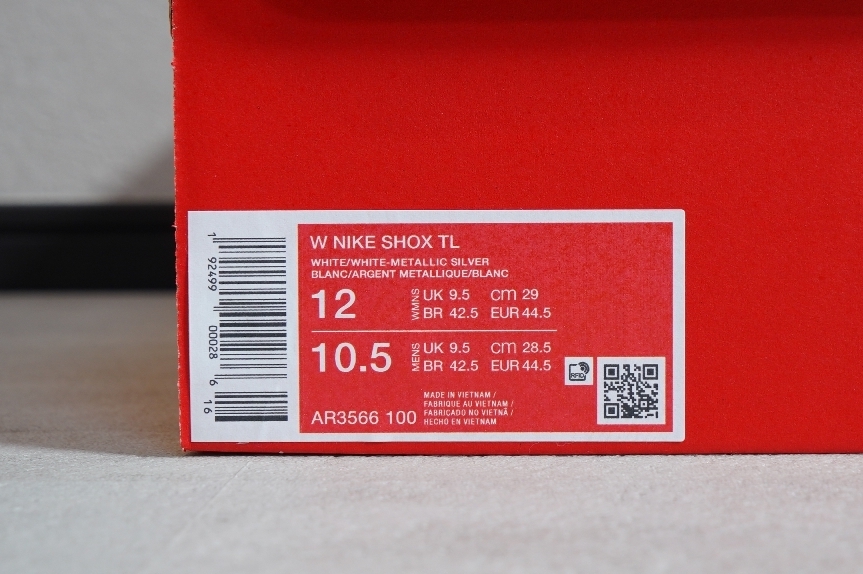 1 92499 00028 6 16
W NIKE SHOX TL
WHITE/WHITE-METALLIC SILVER
BLANC/ARGENT METALLIQUE/BLANC
12 WMNS UK 9.5 cm 29
BR 42.5 EUR 44.5
10.5 MENS UK 9.5 cm 28.5
BR 42.5 EUR 44.5
RFID
AR3566 100
MADE IN VIETNAM /
FABRIQUE AU VIETNAM /
FABRICADO NO VIETNÃ /
HECHO EN VIETNAM